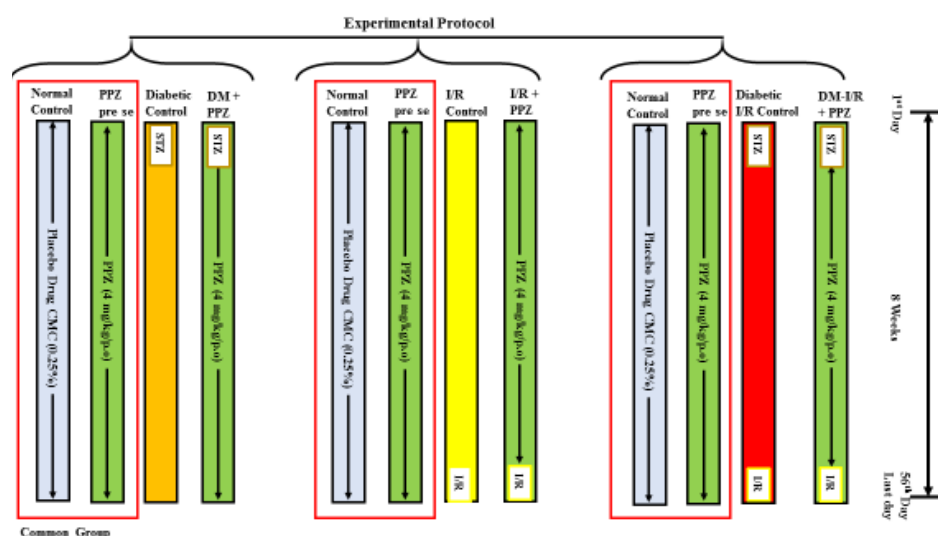 Experimental Protocol
Normal
Control
PPZ
pre se
Diabetic
Control
DM +
PPZ
Normal
Control
PPZ
pre se
I/R
Control
I/R +
PPZ
Normal
Control
PPZ
pre se
Diabetic
I/R Control
DM-I/R
+ PPZ
1st Day
STZ
STZ
STZ
STZ
Placebo Drug CMC (0.25%)
PPZ (4 mg/kg/p.o)
PPZ (4 mg/kg/p.o)
Placebo Drug CMC (0.25%)
PPZ (4 mg/kg/p.o)
PPZ (4 mg/kg/p.o)
Placebo Drug CMC (0.25%)
PPZ (4 mg/kg/p.o)
PPZ (4 mg/kg/p.o)
8 Weeks
I/R
I/R
I/R
I/R
56th Day
Last day
Common Group